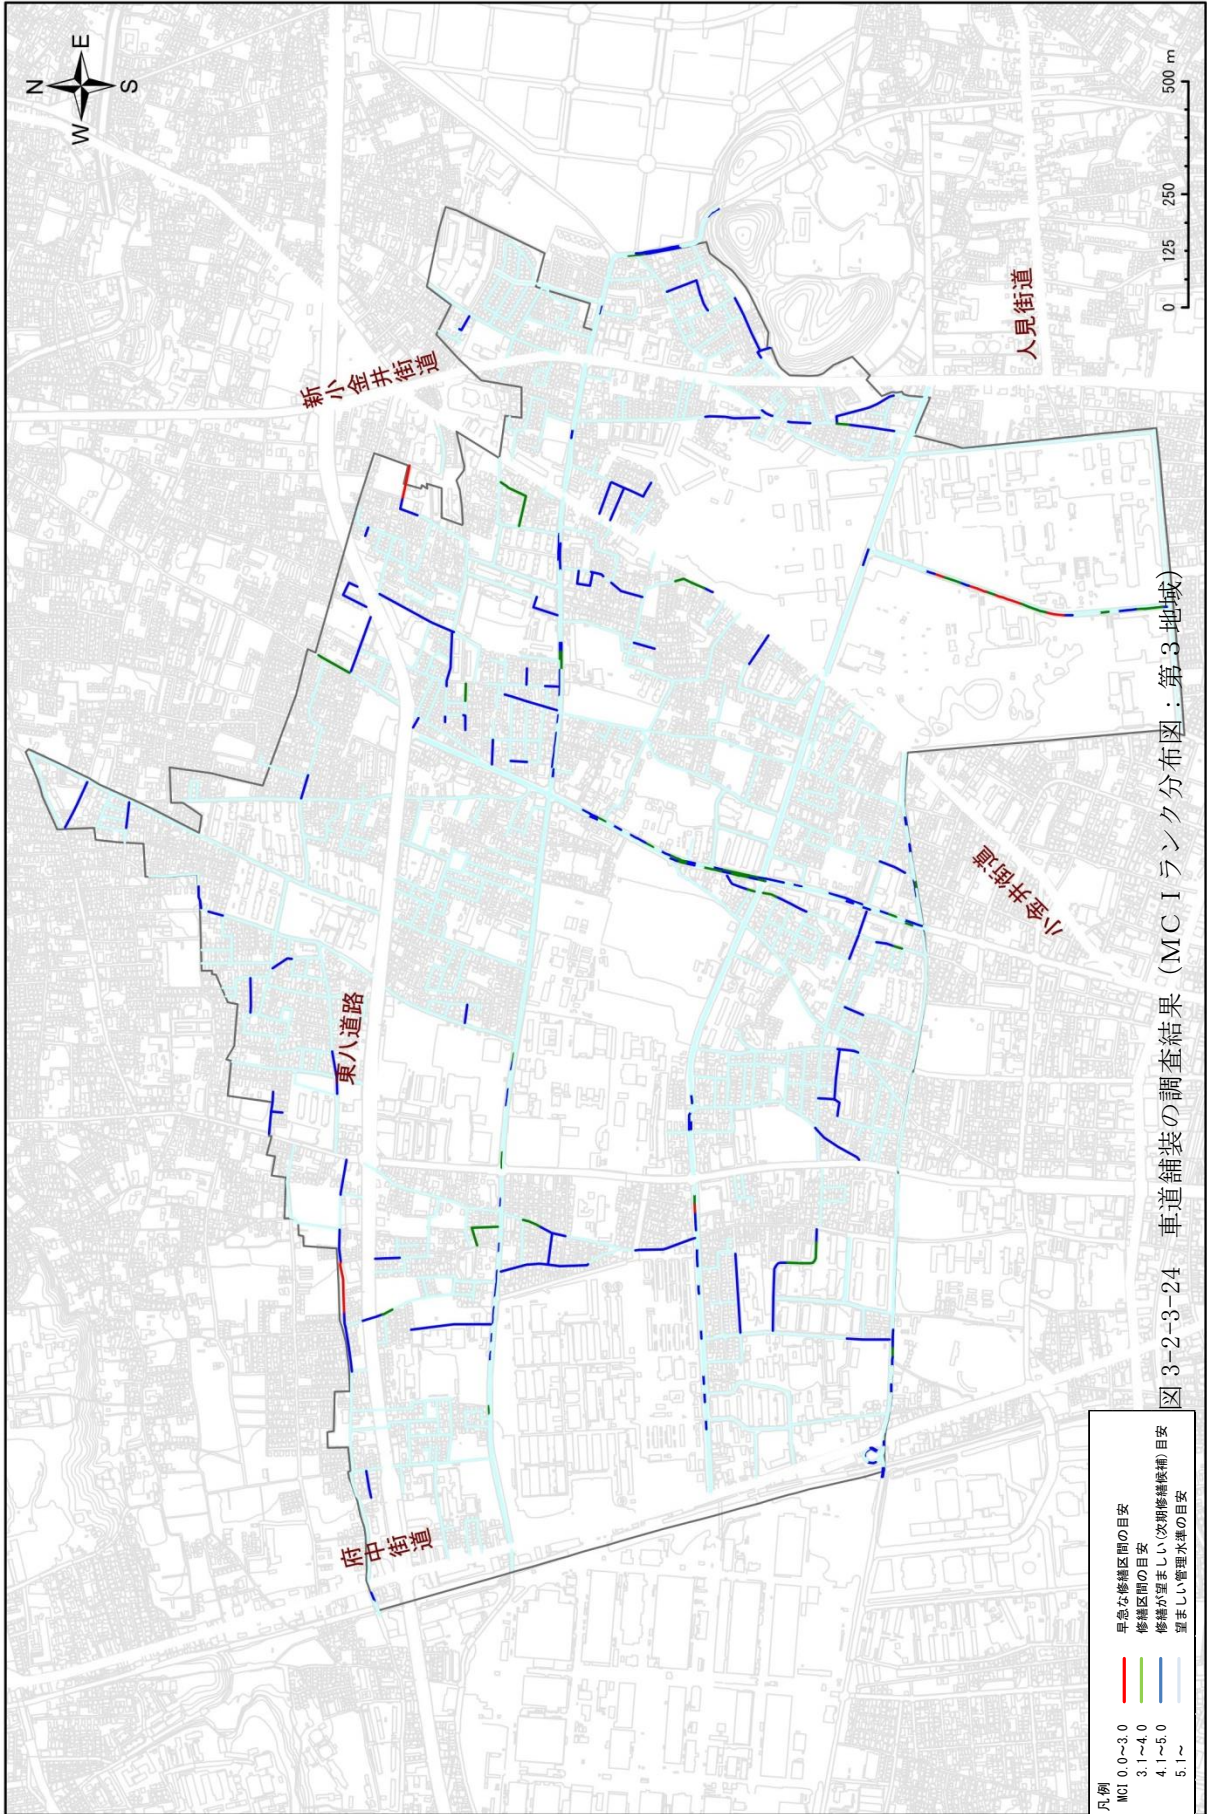 N
W
E
S
新小金井街道
東八道路
府中街道
小金井街道
人見街道
0 125 250 500 m
凡例
MCI 0.0~3.0 早急な修繕区間の目安
3.1~4.0 修繕区間の目安
4.1~5.0 修繕が望ましい(次期修繕候補)目安
5.1~ 望ましい管理水準の目安
図 3-2-3-24 車道舗装の調査結果(MCIランク分布図:第3地域)